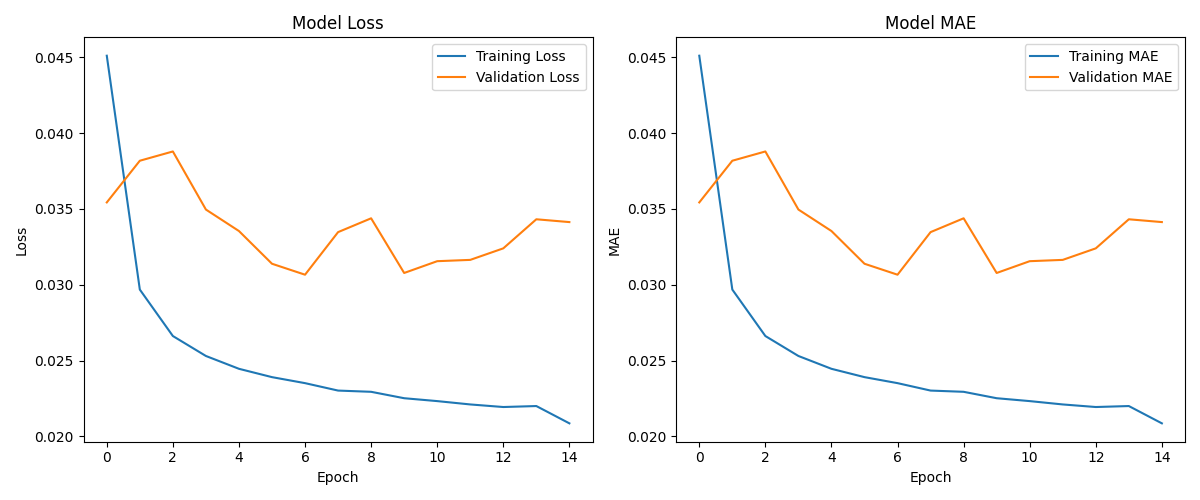 Model Loss
Training Loss
Validation Loss
0.045
0.040
0.035
0.030
0.025
0.020
Loss
0 2 4 6 8 10 12 14
Epoch
Model MAE
Training MAE
Validation MAE
0.045
0.040
0.035
0.030
0.025
0.020
MAE
0 2 4 6 8 10 12 14
Epoch